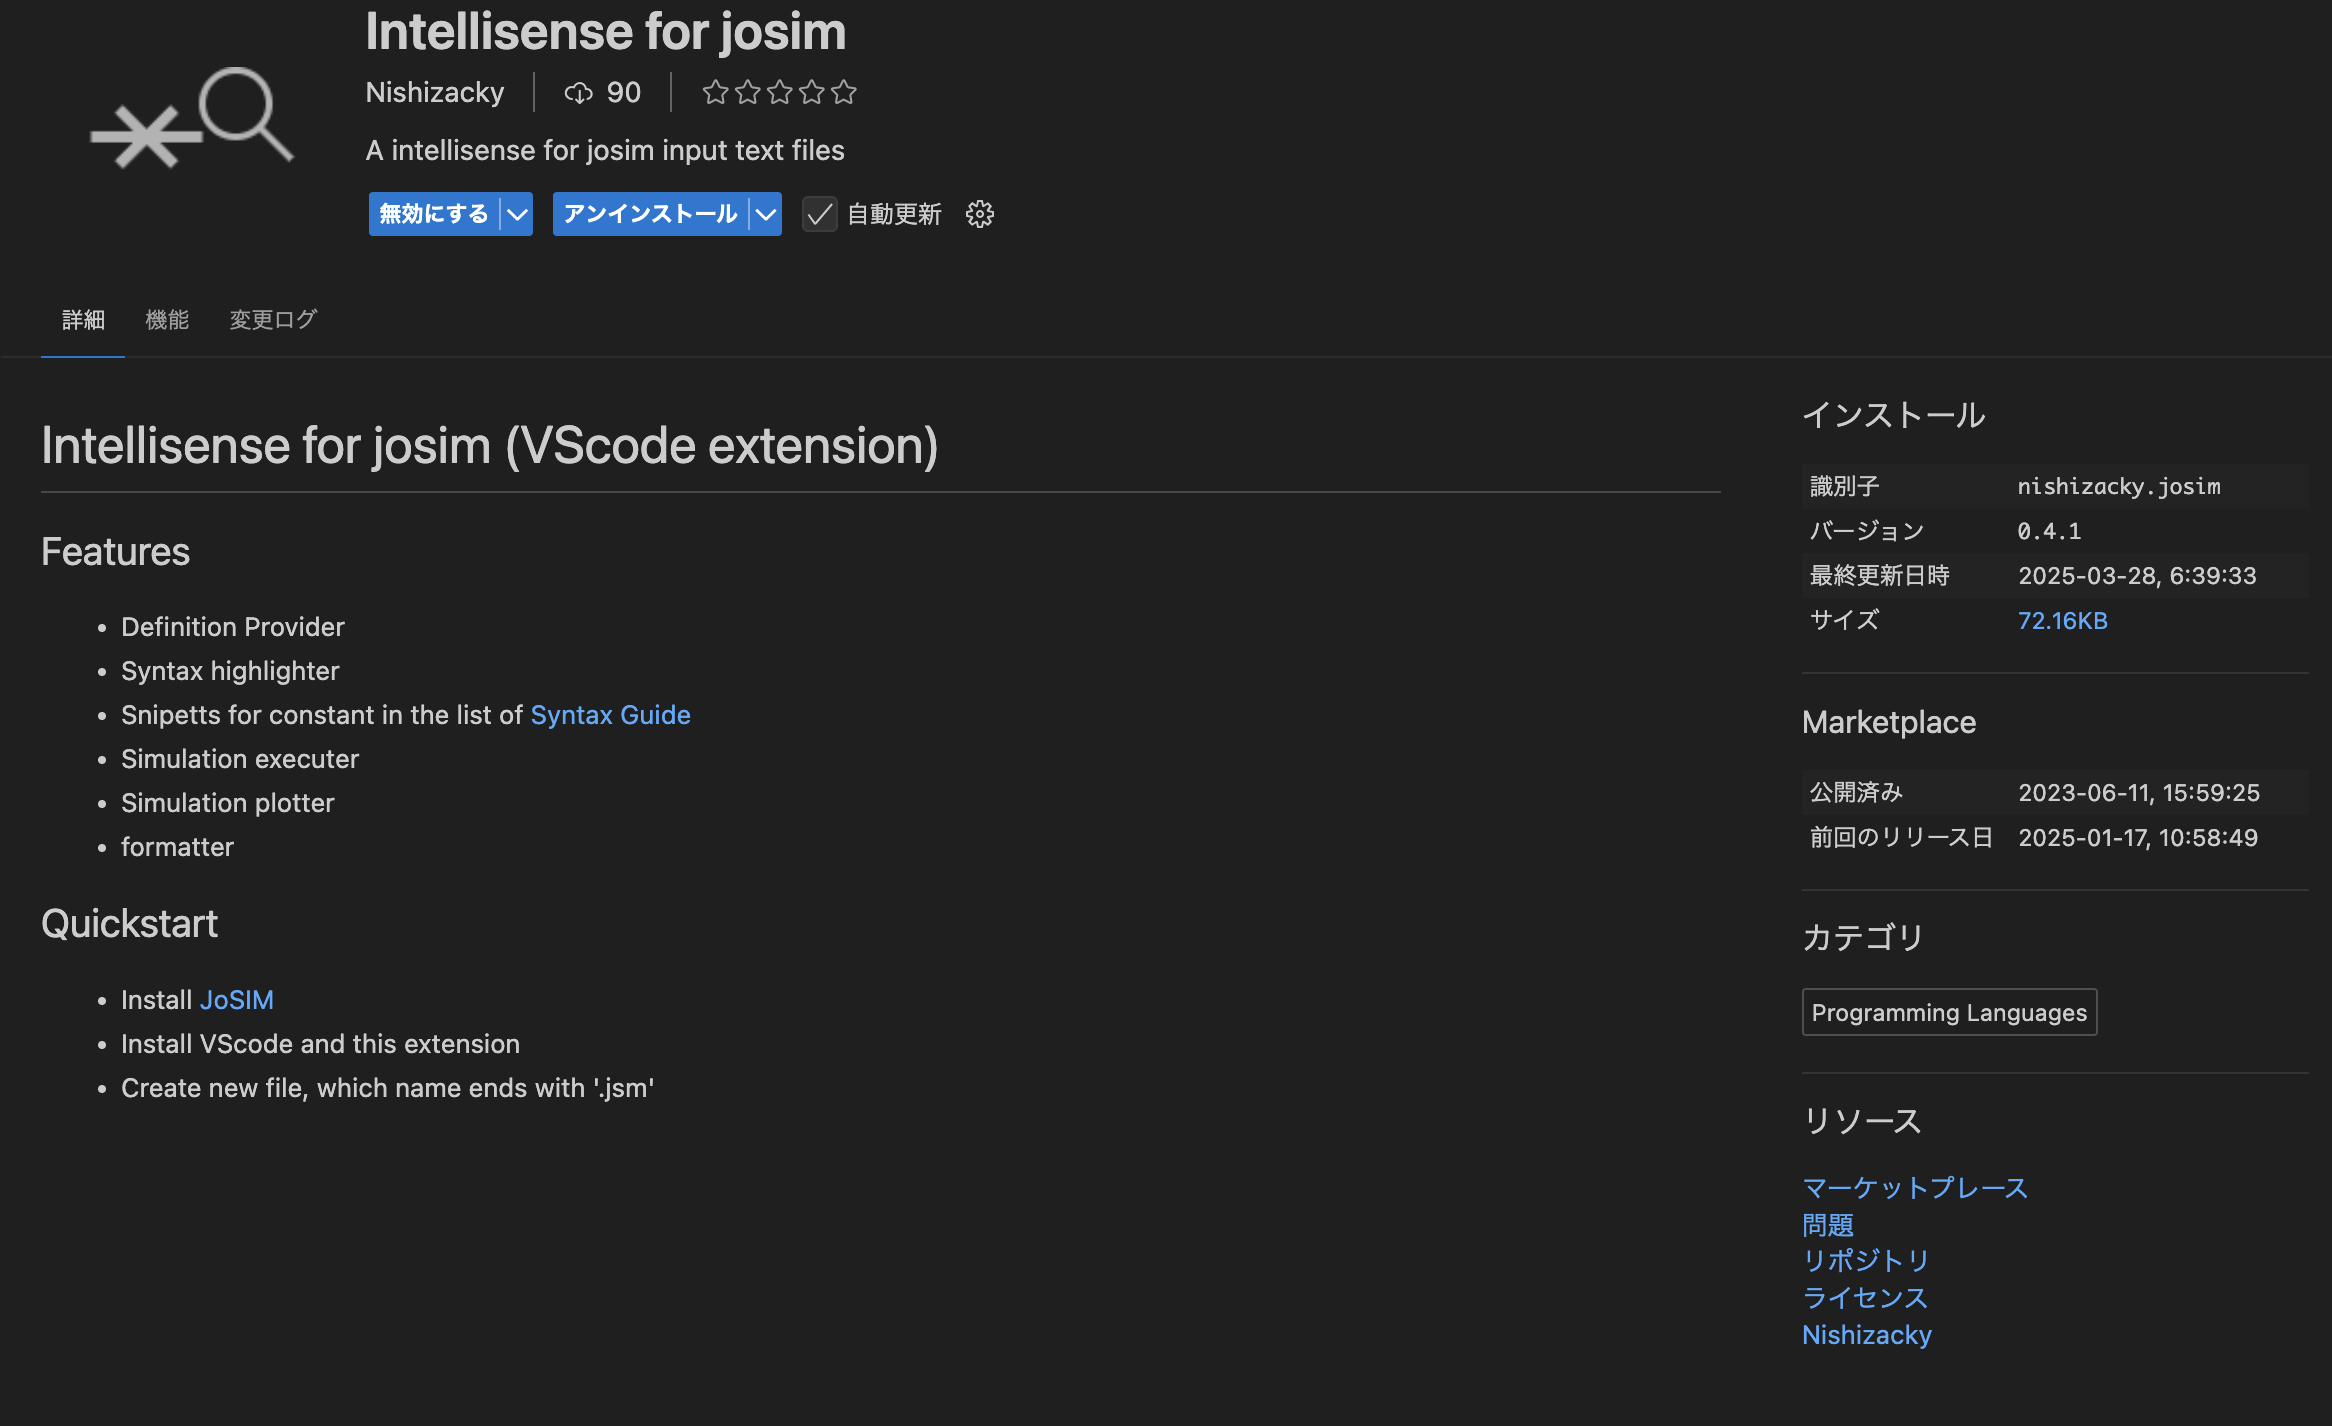 Intellisense for josim
Nishizacky 90
A intellisense for josim input text files
無効にする アンインストール 自動更新
詳細 機能 変更ログ
Intellisense for josim (VScode extension)
Features
Definition Provider
Syntax highlighter
Snipetts for constant in the list of Syntax Guide
Simulation executer
Simulation plotter
formatter
Quickstart
Install JoSIM
Install VScode and this extension
Create new file, which name ends with '.jsm'
インストール
識別子 nishizacky.josim
バージョン 0.4.1
最終更新日時 2025-03-28, 6:39:33
サイズ 72.16KB
Marketplace
公開済み 2023-06-11, 15:59:25
前回のリリース日 2025-01-17, 10:58:49
カテゴリ
Programming Languages
リソース
マーケットプレース
問題
リポジトリ
ライセンス
Nishizacky